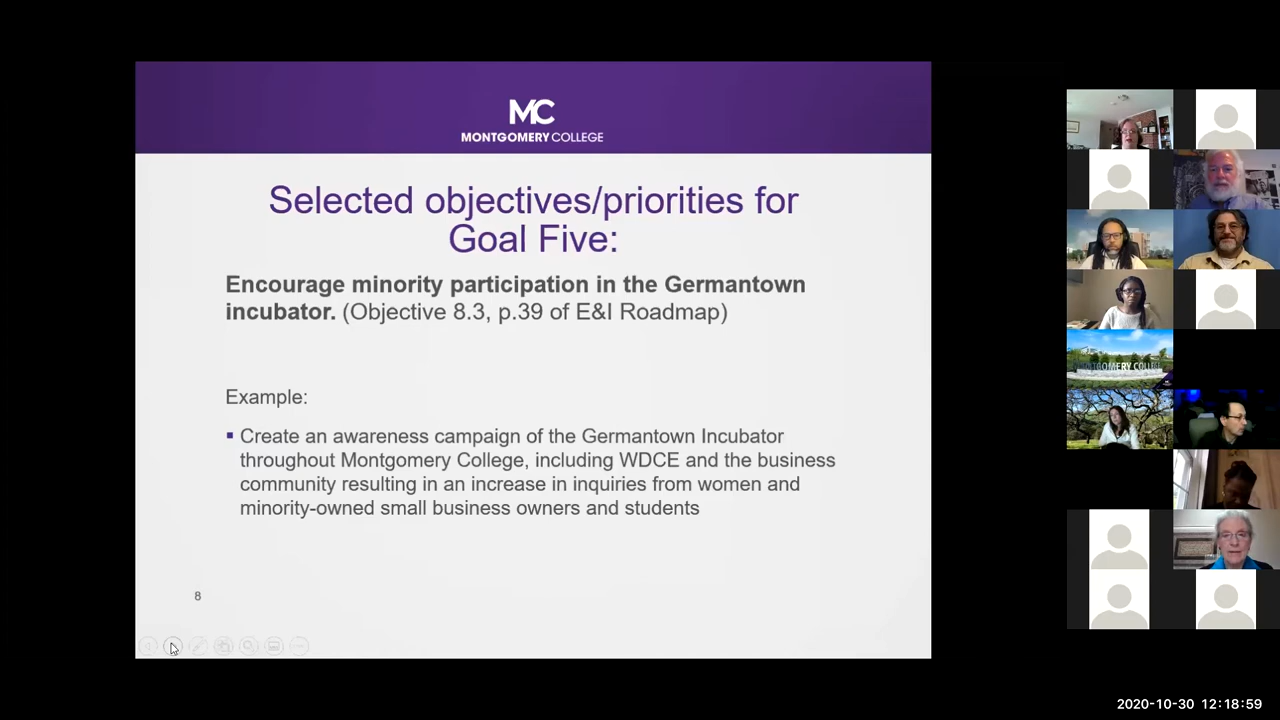 MC
MONTGOMERY COLLEGE
Selected objectives/priorities for
Goal Five:
Encourage minority participation in the Germantown
incubator. (Objective 8.3, p.39 of E&I Roadmap)
Example:
▪ Create an awareness campaign of the Germantown Incubator
throughout Montgomery College, including WDCE and the business
community resulting in an increase in inquiries from women and
minority-owned small business owners and students
8
MONTGOMERY COLLEGE
2020-10-30 12:18:59